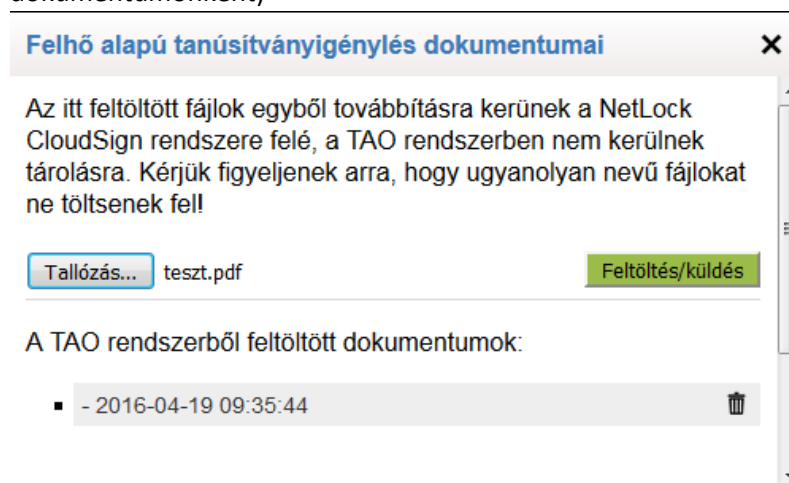 dokumentumonként)
Felhő alapú tanúsítványigénylés dokumentumai
Az itt feltöltött fájlok egyből továbbításra kerünek a NetLock
CloudSign rendszere felé, a TAO rendszerben nem kerülnek
tárolásra. Kérjük figyeljenek arra, hogy ugyanolyan nevű fájlokat
ne töltsenek fel!
Tallózás... teszt.pdf Feltöltés/küldés
A TAO rendszerből feltöltött dokumentumok:
- 2016-04-19 09:35:44